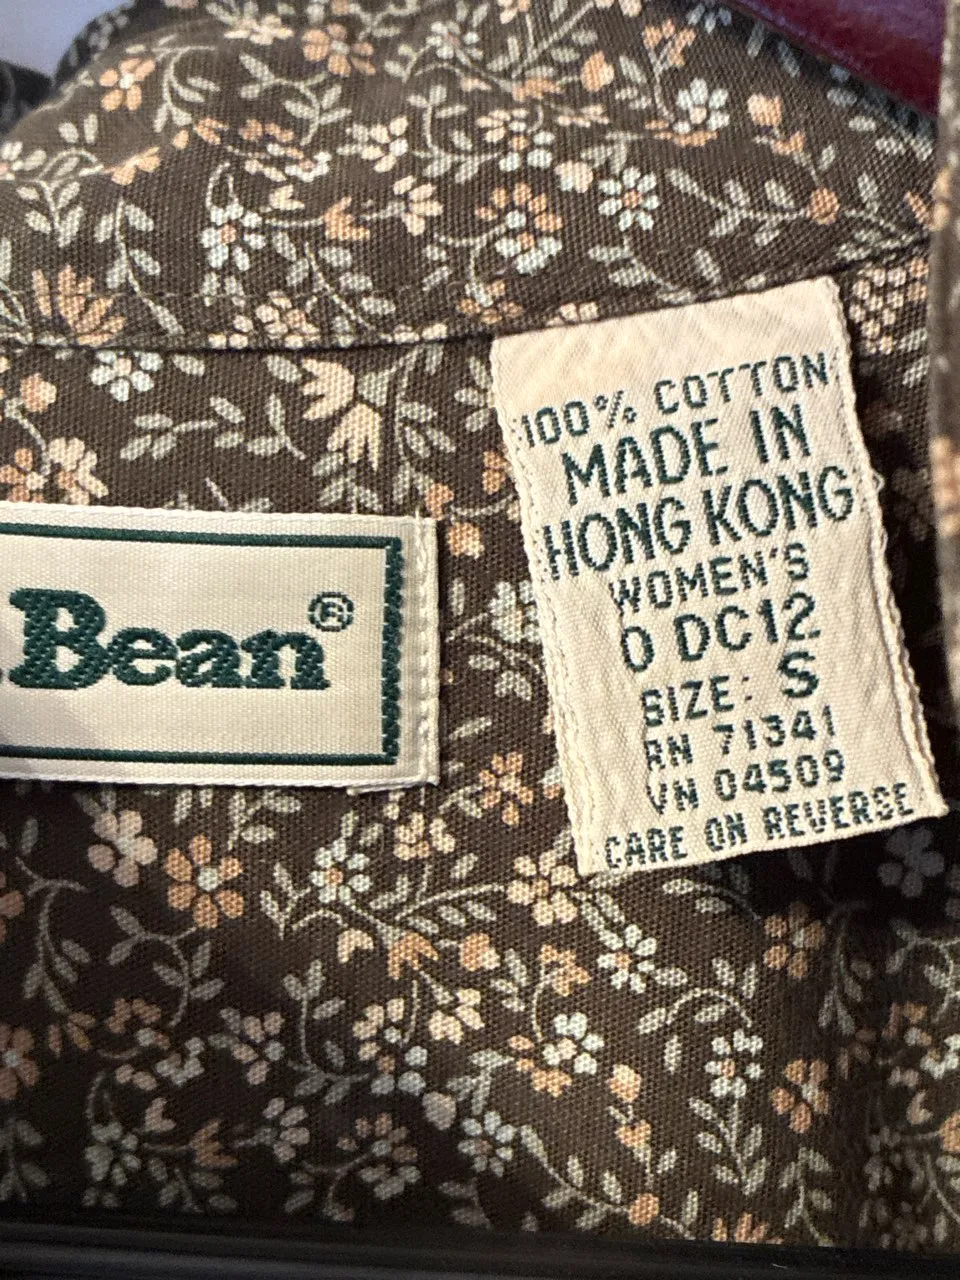 100% COTTON
MADE IN
HONG KONG
WOMEN'S
0 DC12
SIZE: S
RN 71341
VN 04509
CARE ON REVERSE
.Bean®